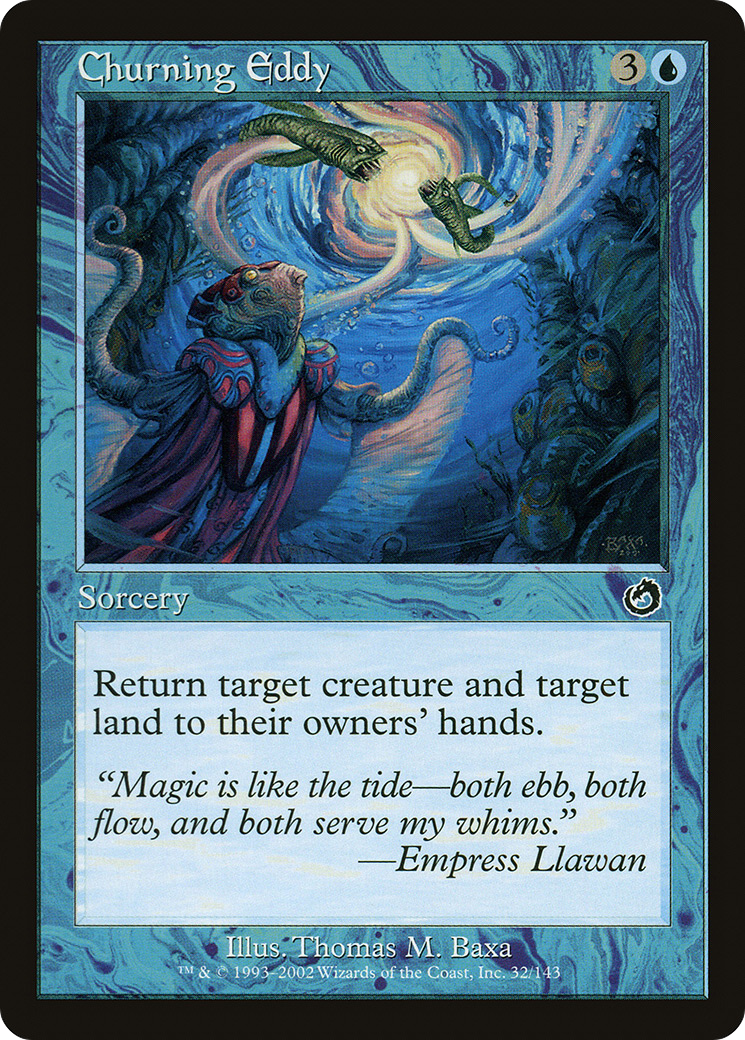 Churning Eddy 3
BAXA
Sorcery
Return target creature and target
land to their owners’ hands.
“Magic is like the tide—both ebb, both
flow, and both serve my whims.”
—Empress Llawan
Illus. Thomas M. Baxa
™ & © 1993–2002 Wizards of the Coast, Inc. 32/143